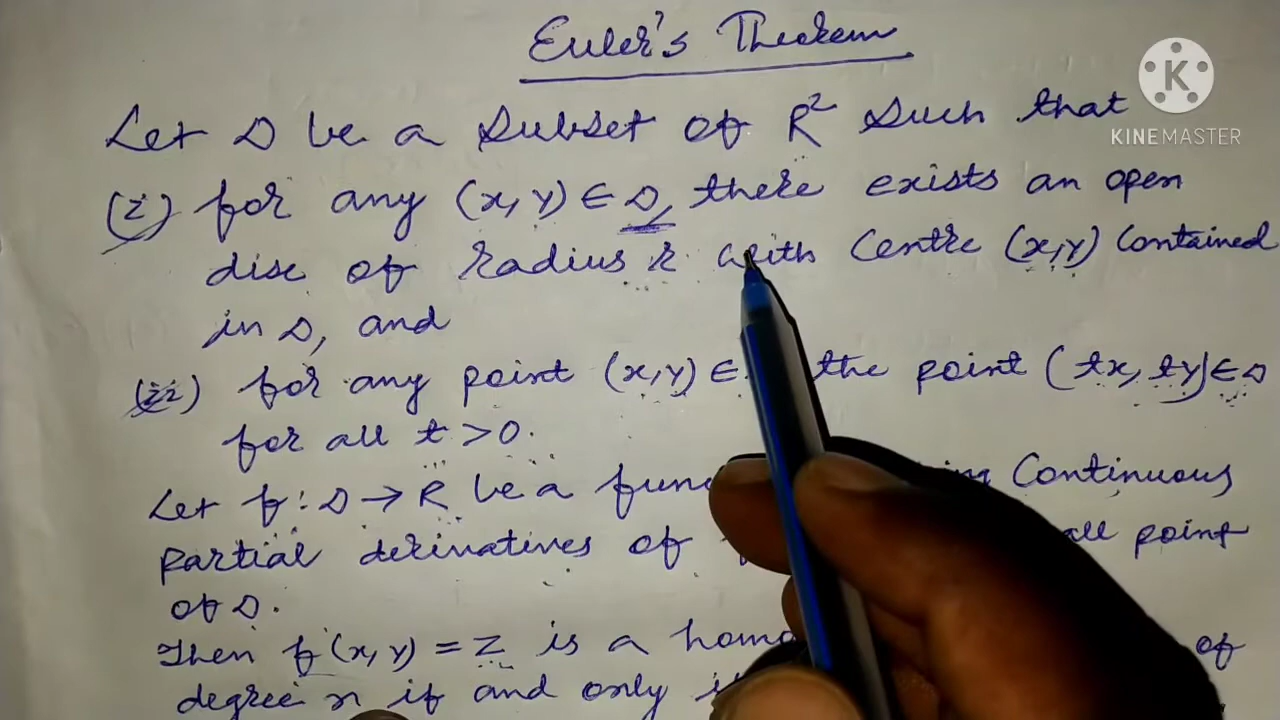 Euler's Theorem
Let D be a subset of R² such that
K
KINEMASTER
(i) for any (x, y) ∈ D, there exists an open
disc of radius r with centre (x, y) contained
in D, and
(ii) for any point (x, y) ∈ the point (tx, ty) ∈ D
for all t > 0.
Let f : D → R be a Continuous
partial derivatives of all point
of D.
Then f(x, y) = Z is a of
degree n if and only